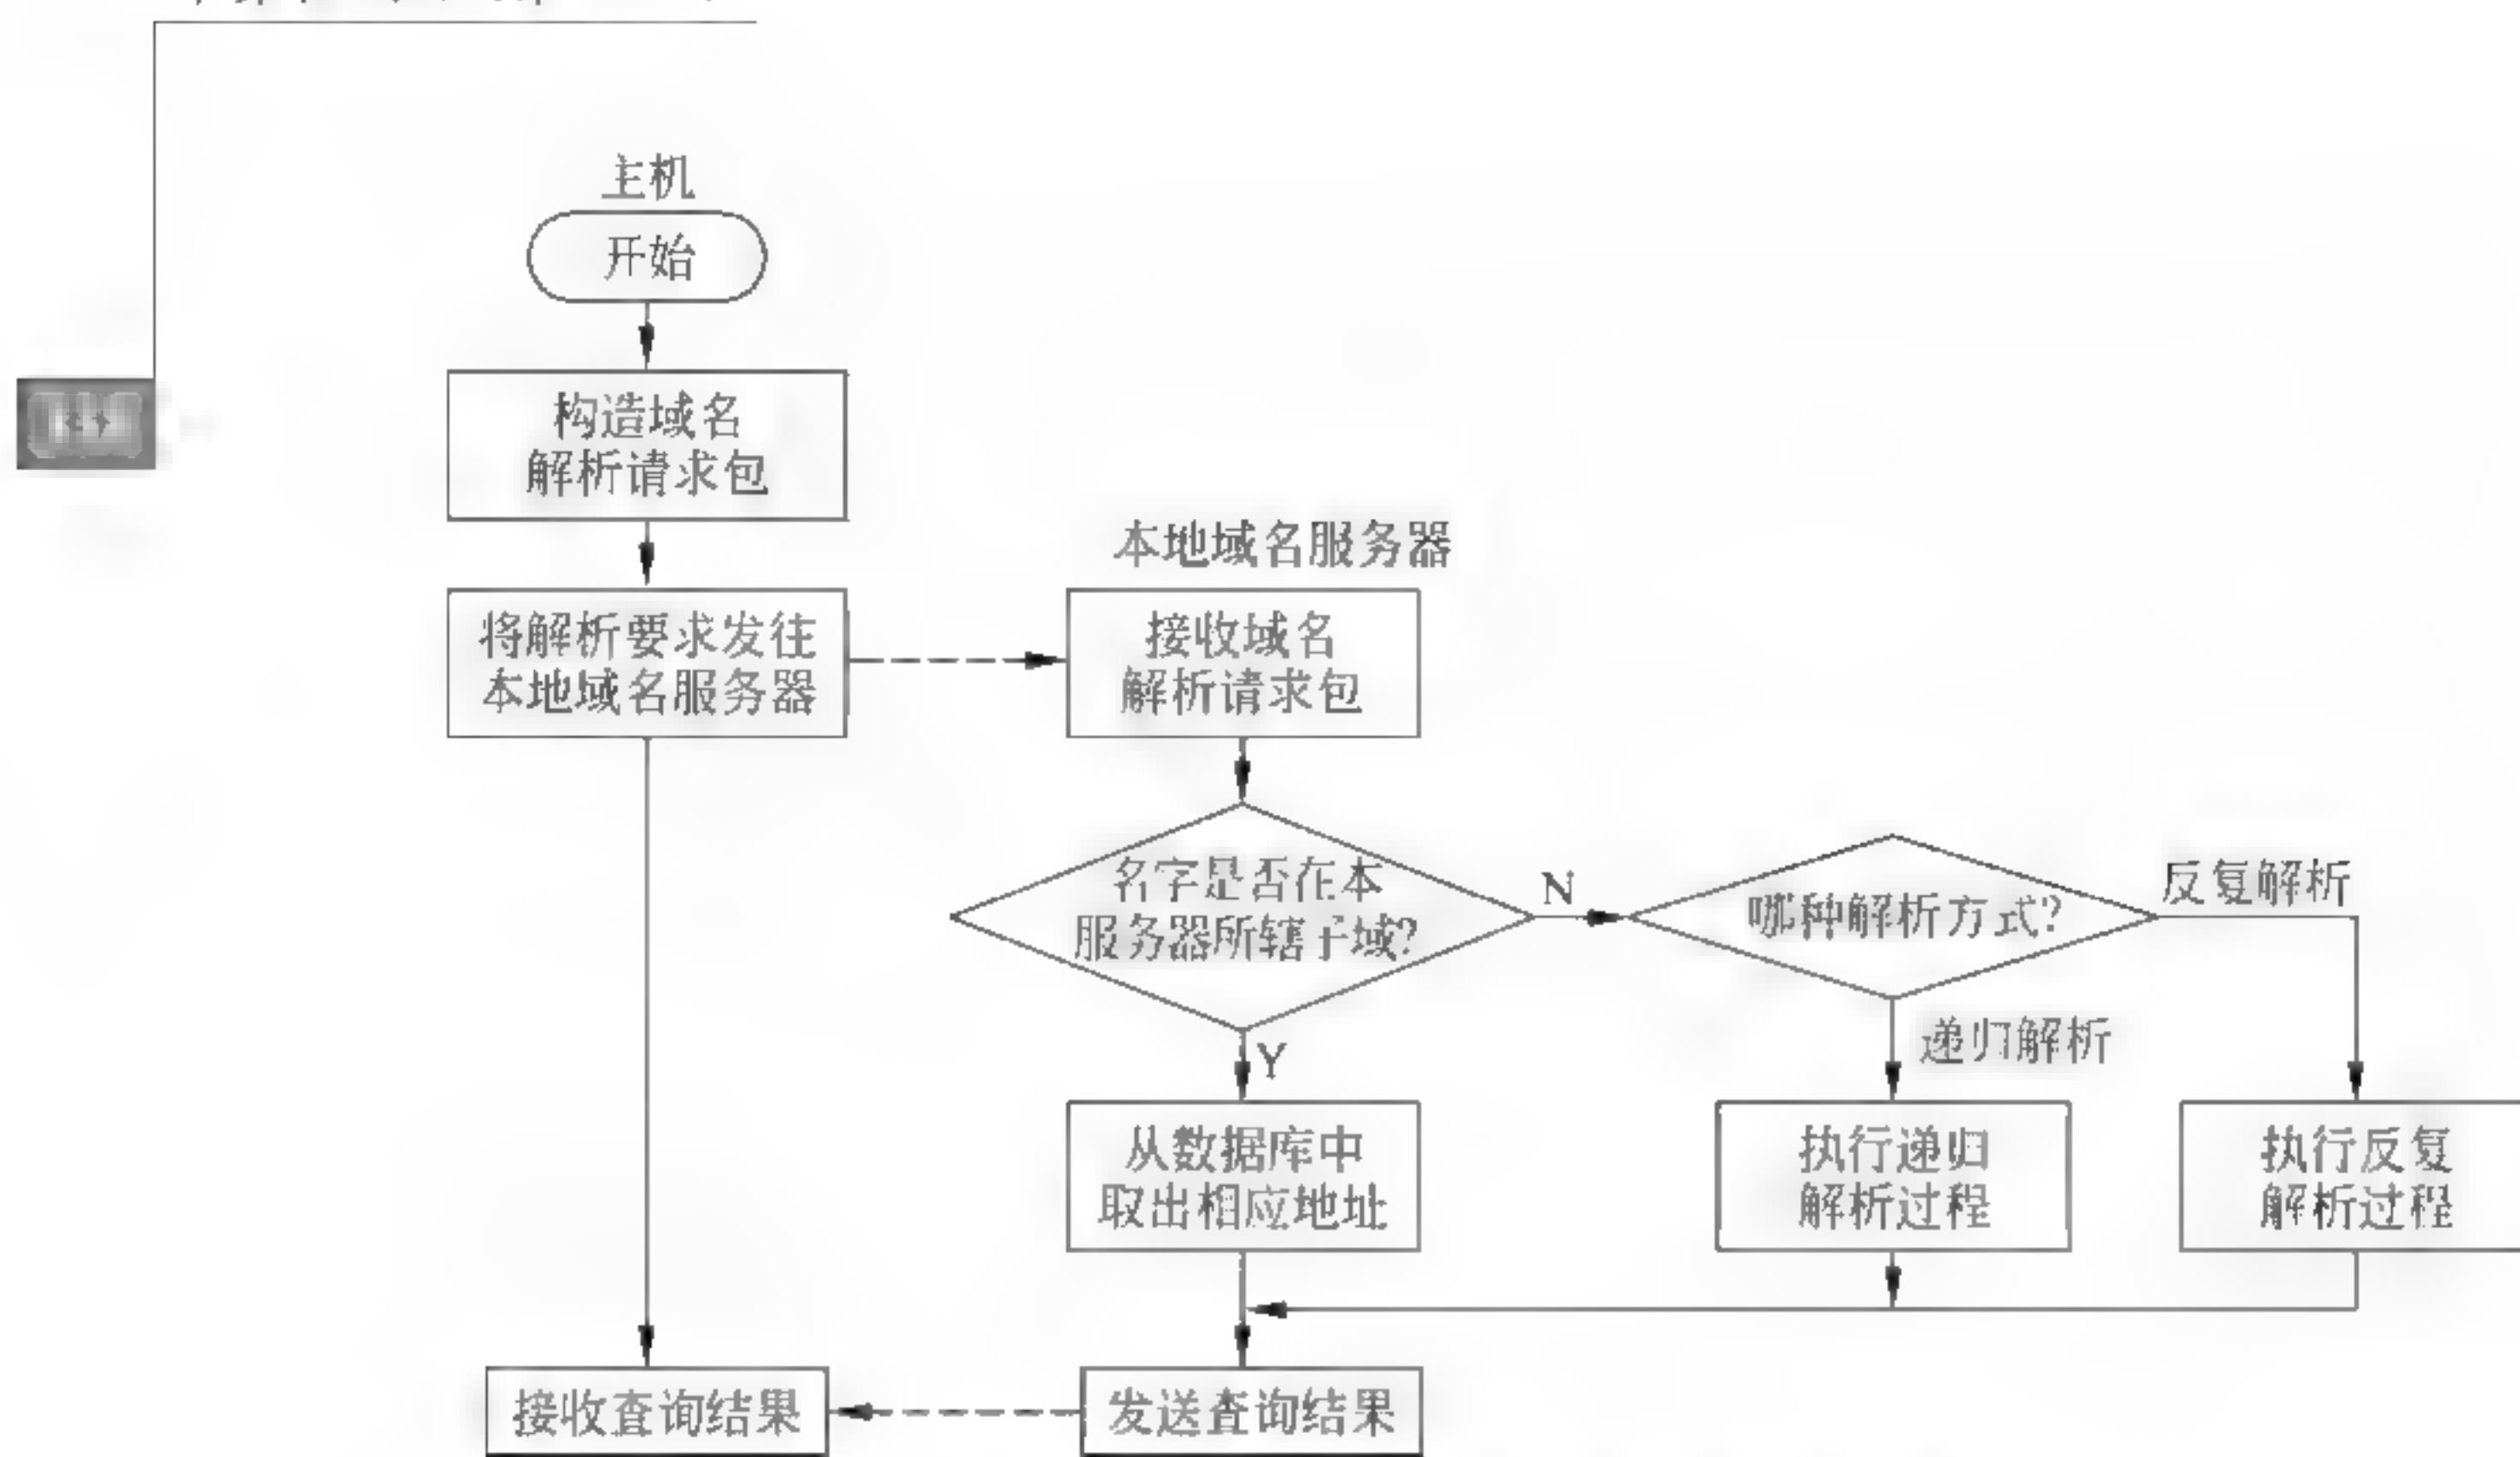 主机
开始
构造域名
解析请求包
本地域名服务器
将解析要求发往
本地域名服务器
接收域名
解析请求包
名字是否在本
服务器所辖子域?
N
哪种解析方式?
反复解析
Y
递归解析
从数据库中
取出相应地址
执行递归
解析过程
执行反复
解析过程
接收查询结果
发送查询结果